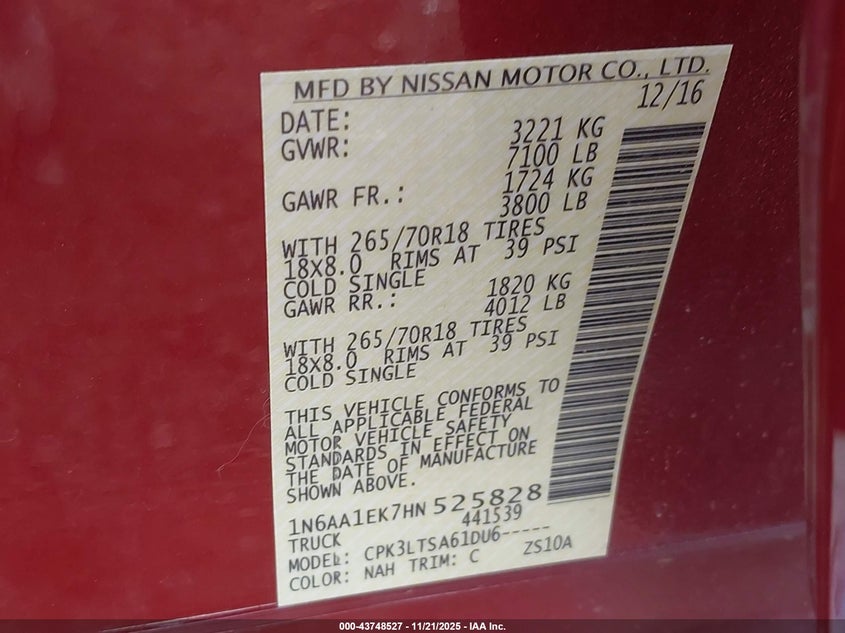 MFD BY NISSAN MOTOR CO., LTD.
DATE: 12/16
GVWR: 3221 KG
7100 LB
GAWR FR.: 1724 KG
3800 LB
WITH 265/70R18 TIRES
18X8.0 RIMS AT 39 PSI
COLD SINGLE
GAWR RR.: 1820 KG
4012 LB
WITH 265/70R18 TIRES
18X8.0 RIMS AT 39 PSI
COLD SINGLE
THIS VEHICLE CONFORMS TO
ALL APPLICABLE FEDERAL
MOTOR VEHICLE SAFETY
STANDARDS IN EFFECT ON
THE DATE OF MANUFACTURE
SHOWN ABOVE.
1N6AA1EK7HN 525828
TRUCK 441539
MODEL: CPK3LTSA61DU6-----
COLOR: NAH TRIM: C ZS10A
000-43748527 - 11/21/2025 - IAA Inc.